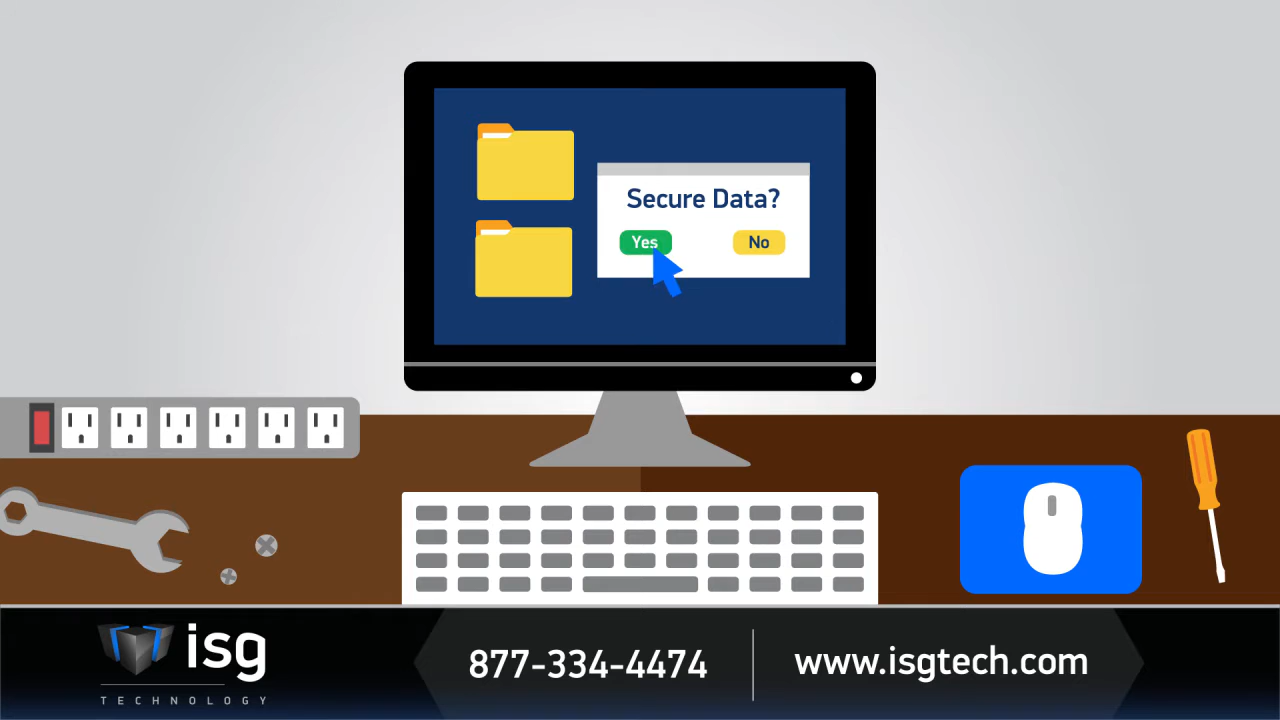 Secure Data?
Yes
No
isg
TECHNOLOGY
877-334-4474
www.isgtech.com